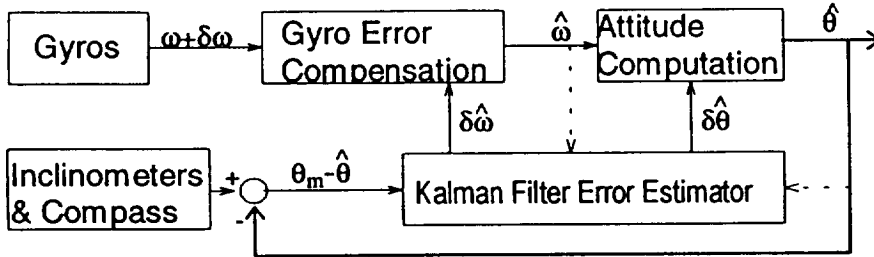 Gyros
ω+δω
Gyro Error
Compensation
ω̂
Attitude
Computation
θ̂
δω̂
δθ̂
Inclinometers
& Compass
+
-
θₘ-θ̂
Kalman Filter Error Estimator